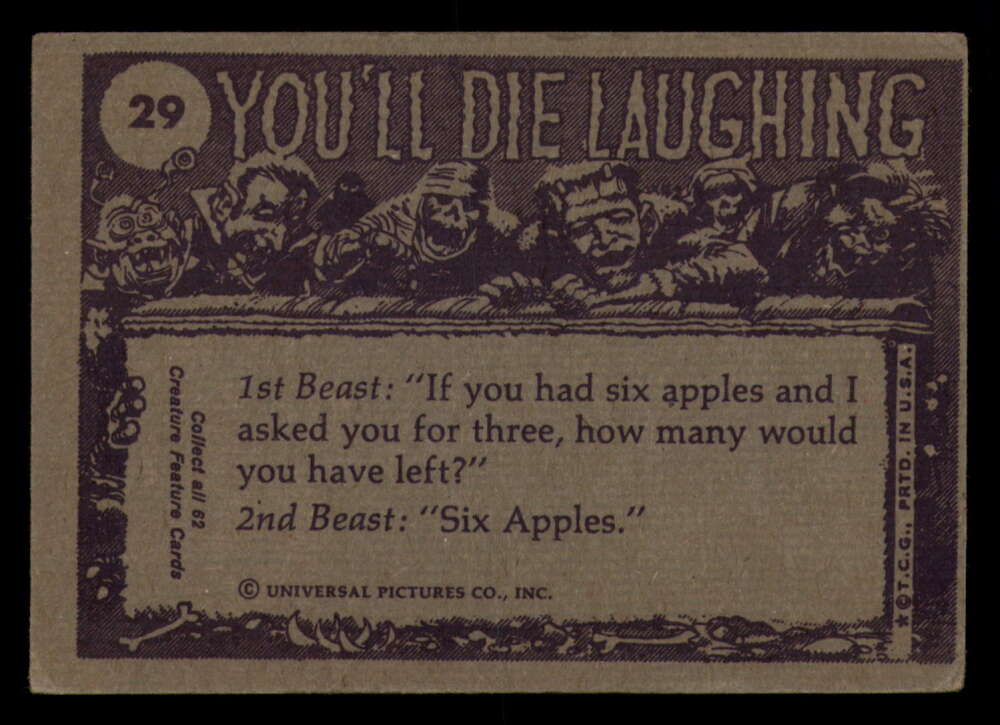 29
YOU'LL DIE LAUGHING
1st Beast: "If you had six apples and I
asked you for three, how many would
you have left?"
2nd Beast: "Six Apples."
© UNIVERSAL PICTURES CO., INC.
Collect all 62
Creature Feature Cards
★ © T.C.G., PRTD. IN U.S.A.